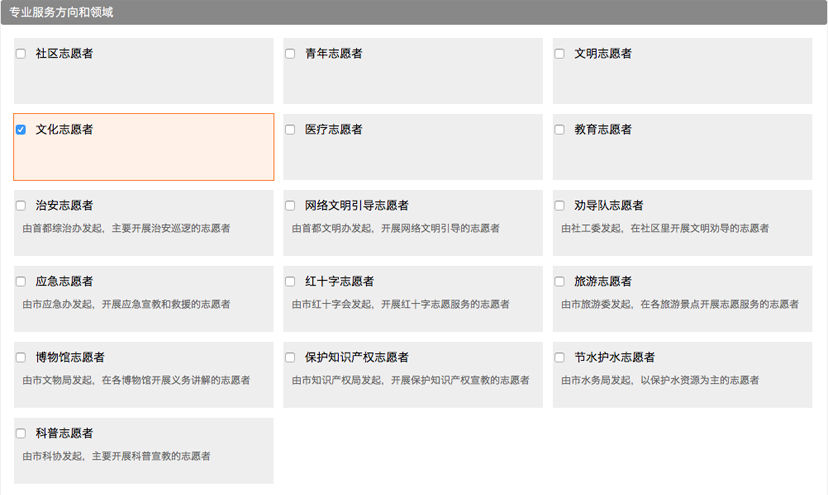 专业服务方向和领域
社区志愿者
青年志愿者
文明志愿者
文化志愿者
医疗志愿者
教育志愿者
治安志愿者
由首都综治办发起，主要开展治安巡逻的志愿者
网络文明引导志愿者
由首都文明办发起，开展网络文明引导的志愿者
劝导队志愿者
由社工委发起，在社区里开展文明劝导的志愿者
应急志愿者
由市应急办发起，开展应急宣教和救援的志愿者
红十字志愿者
由市红十字会发起，开展红十字志愿服务的志愿者
旅游志愿者
由市旅游委发起，在各旅游景点开展志愿服务的志愿者
博物馆志愿者
由市文物局发起，在各博物馆开展义务讲解的志愿者
保护知识产权志愿者
由市知识产权局发起，开展保护知识产权宣教的志愿者
节水护水志愿者
由市水务局发起，以保护水资源为主的志愿者
科普志愿者
由市科协发起，主要开展科普宣教的志愿者